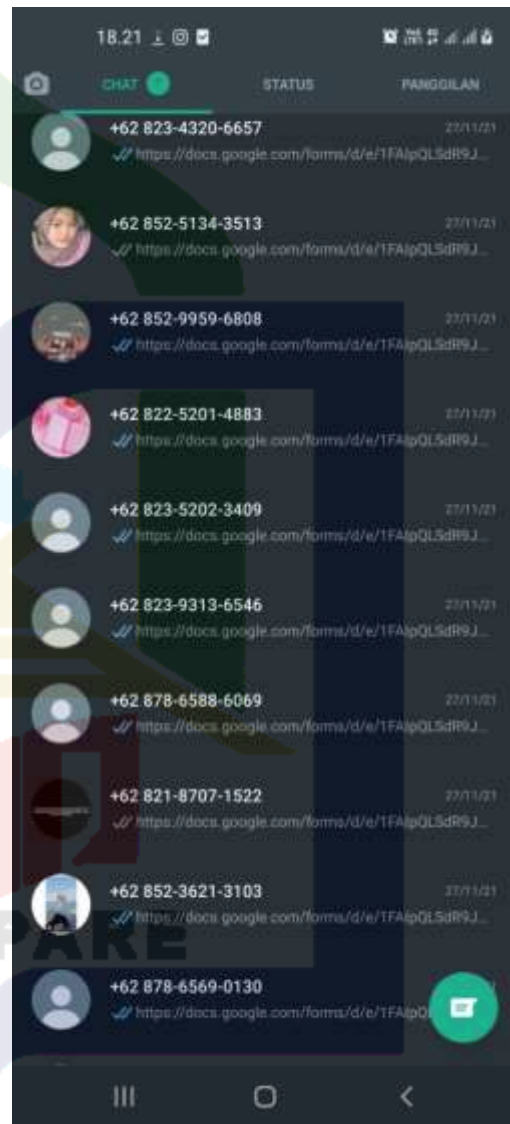 18.21
CHAT STATUS PANGGILAN
+62 823-4320-6657 27/11/21
https://docs.google.com/forms/d/e/1FAIpQLSdR9J...
+62 852-5134-3513 27/11/21
https://docs.google.com/forms/d/e/1FAIpQLSdR9J...
+62 852-9959-6808 27/11/21
https://docs.google.com/forms/d/e/1FAIpQLSdR9J...
+62 822-5201-4883 27/11/21
https://docs.google.com/forms/d/e/1FAIpQLSdR9J...
+62 823-5202-3409 27/11/21
https://docs.google.com/forms/d/e/1FAIpQLSdR9J...
+62 823-9313-6546 27/11/21
https://docs.google.com/forms/d/e/1FAIpQLSdR9J...
+62 878-6588-6069 27/11/21
https://docs.google.com/forms/d/e/1FAIpQLSdR9J...
+62 821-8707-1522 27/11/21
https://docs.google.com/forms/d/e/1FAIpQLSdR9J...
+62 852-3621-3103 27/11/21
https://docs.google.com/forms/d/e/1FAIpQLSdR9J...
PARE
+62 878-6569-0130
https://docs.google.com/forms/d/e/1FAIpQ